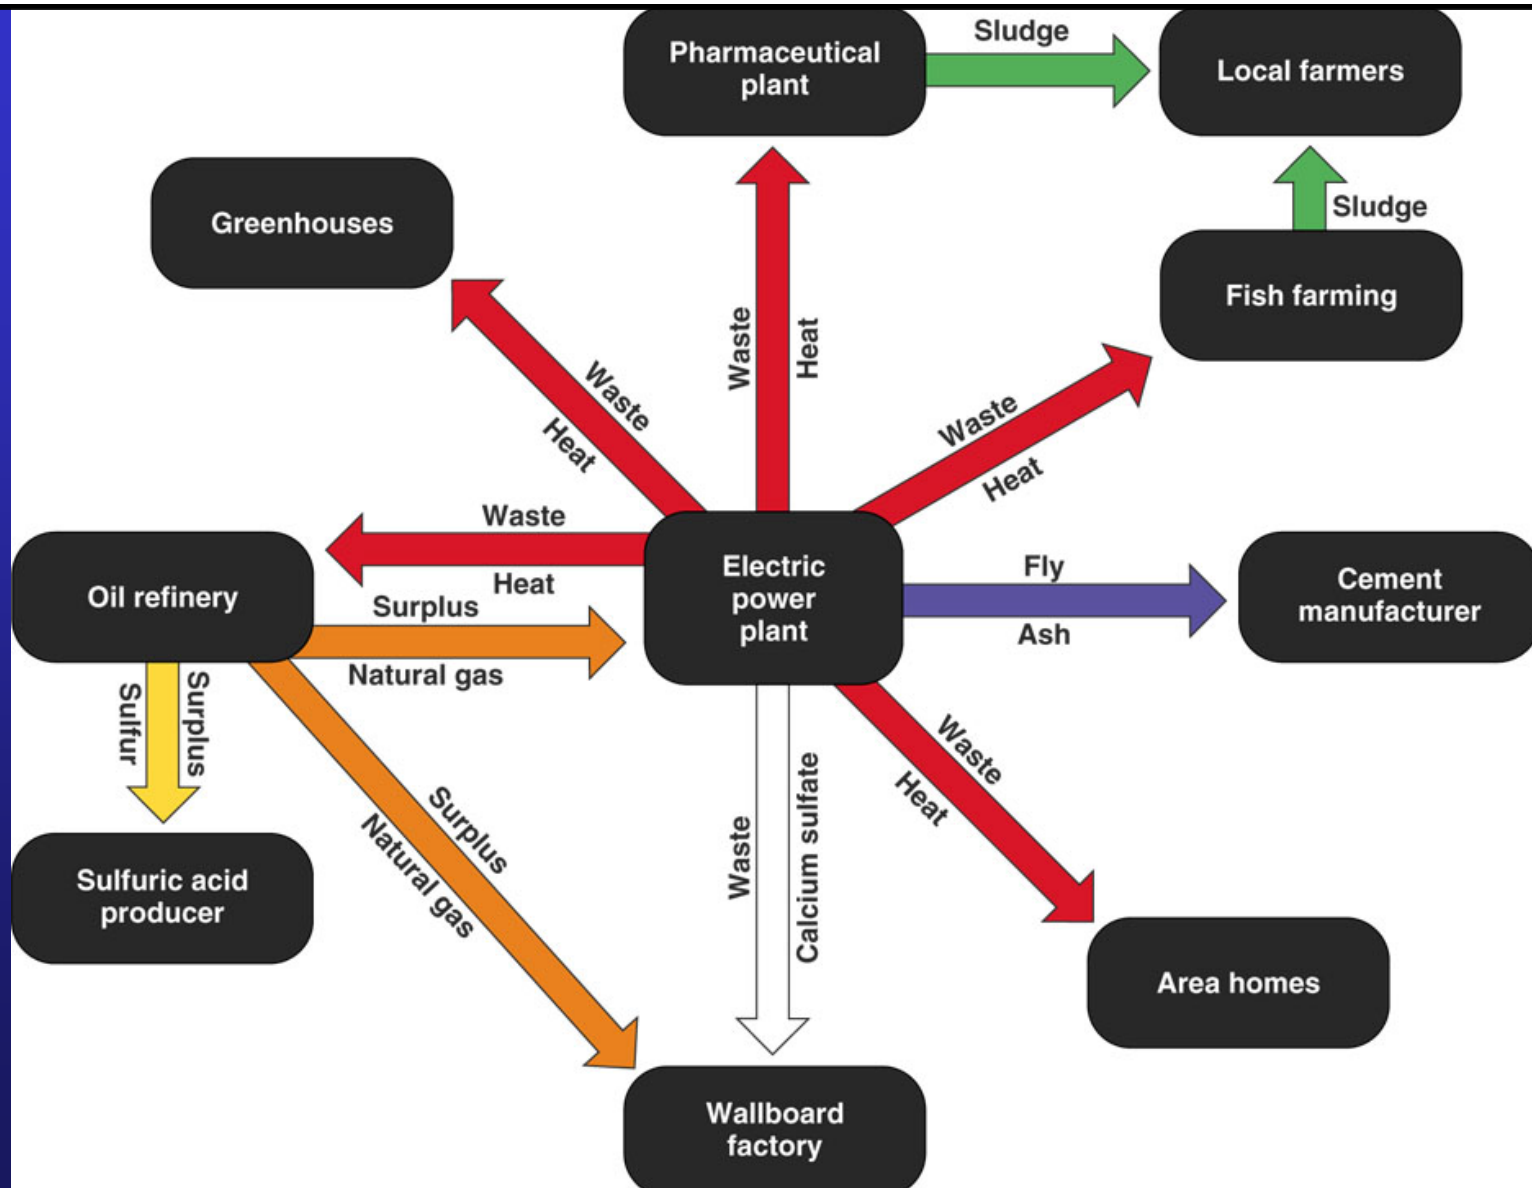 Pharmaceutical
plant
Sludge
Local farmers
Sludge
Greenhouses
Fish farming
Waste
Heat
Waste
Heat
Waste
Heat
Waste
Heat
Oil refinery
Surplus
Natural gas
Electric
power
plant
Fly
Ash
Cement
manufacturer
Surplus
Sulfur
Surplus
Natural gas
Waste
Calcium sulfate
Waste
Heat
Sulfuric acid
producer
Area homes
Wallboard
factory